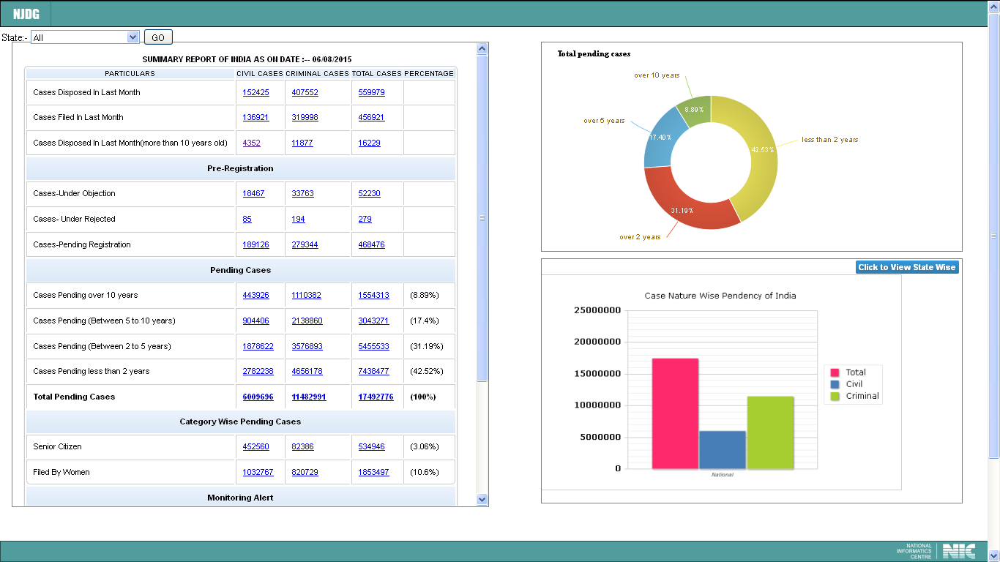 NJDG
State:- All GO
SUMMARY REPORT OF INDIA AS ON DATE :-- 06/08/2015
PARTICULARS CIVIL CASES CRIMINAL CASES TOTAL CASES PERCENTAGE
Cases Disposed In Last Month 152425 407552 559979
Cases Filed In Last Month 136921 319998 456921
Cases Disposed In Last Month(more than 10 years old) 4352 11877 16229
Pre-Registration
Cases-Under Objection 18467 33763 52230
Cases- Under Rejected 85 194 279
Cases-Pending Registration 189126 279344 468476
Pending Cases
Cases Pending over 10 years 443926 1110382 1554313 (8.89%)
Cases Pending (Between 5 to 10 years) 904406 2138860 3043271 (17.4%)
Cases Pending (Between 2 to 5 years) 1878622 3576893 5455533 (31.19%)
Cases Pending less than 2 years 2782238 4656178 7438477 (42.52%)
Total Pending Cases 6009696 11482991 17492776 (100%)
Category Wise Pending Cases
Senior Citizen 452560 82386 534946 (3.06%)
Filed By Women 1032767 820729 1853497 (10.6%)
Monitoring Alert
Total pending cases
over 10 years
8.89%
over 5 years
17.40%
less than 2 years
42.53%
31.19%
over 2 years
Click to View State Wise
Case Nature Wise Pendency of India
25000000
20000000
15000000
10000000
5000000
0
National
Total
Civil
Criminal
NATIONAL
INFORMATICS
CENTRE
NIC